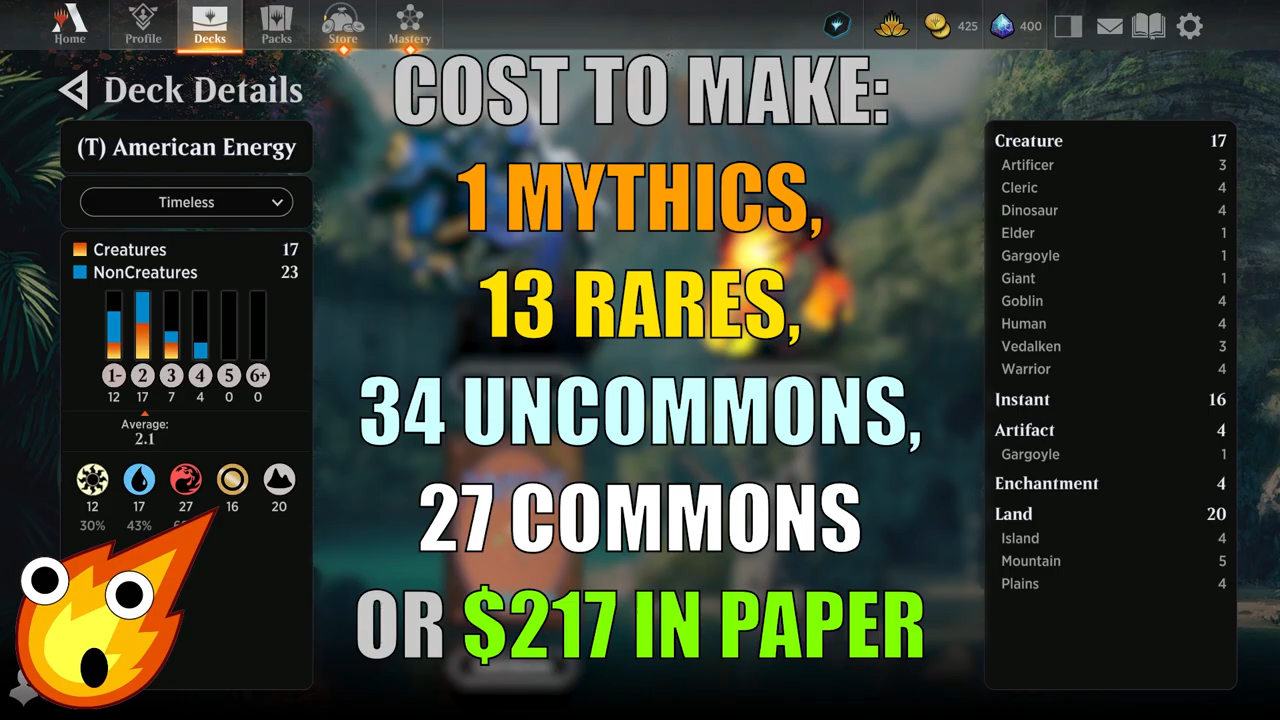 Home
Profile
Decks
Packs
Store
Mastery
425
400
Deck Details
(T) American Energy
Timeless
Creatures 17
NonCreatures 23
1- 2 3 4 5 6+
12 17 7 4 0 0
Average:
2.1
12 17 27 16 20
30% 43%
COST TO MAKE:
1 MYTHICS,
13 RARES,
34 UNCOMMONS,
27 COMMONS
OR $217 IN PAPER
Creature 17
Artificer 3
Cleric 4
Dinosaur 4
Elder 1
Gargoyle 1
Giant 1
Goblin 4
Human 4
Vedalken 3
Warrior 4
Instant 16
Artifact 4
Gargoyle 1
Enchantment 4
Land 20
Island 4
Mountain 5
Plains 4